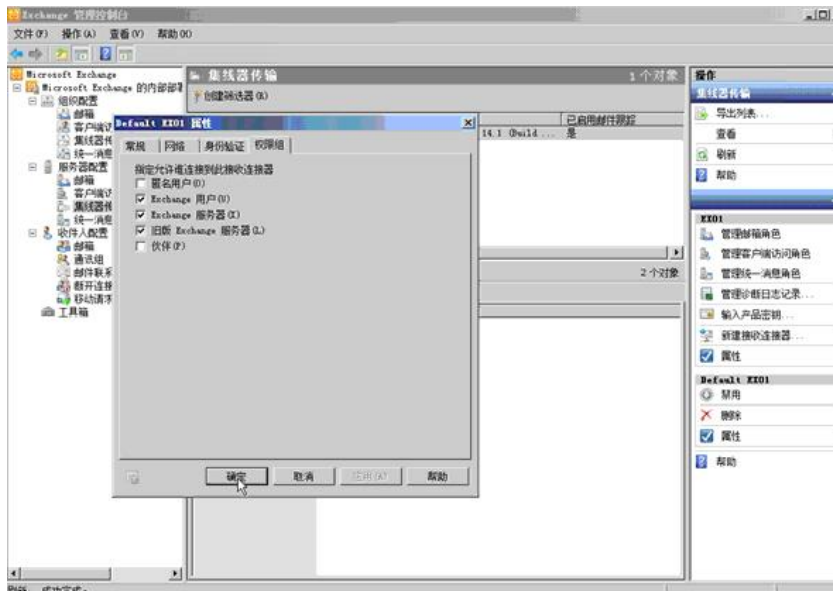 Exchange 管理控制台
文件(F) 操作(A) 查看(V) 帮助(H)
Microsoft Exchange
Microsoft Exchange 的内部部
组织配置
邮箱
客户端访
集线器传
统一消息
服务器配置
邮箱
客户端访
集线器传
统一消息
收件人配置
邮箱
通讯组
邮件联系
断开连接
移动请求
工具箱
集线器传输
1 个对象
创建筛选器(R)
已启用邮件跟踪
14.1 (Build ... 是
2 个对象
Default EX01 属性
常规 网络 身份验证 权限组
指定允许谁连接到此接收连接器
匿名用户(O)
Exchange 用户(U)
Exchange 服务器(X)
旧版 Exchange 服务器(L)
伙伴(P)
确定 取消 应用(A) 帮助
操作
集线器传输
导出列表...
查看
刷新
帮助
EX01
管理邮箱角色
管理客户端访问角色
管理统一消息角色
管理诊断日志记录...
输入产品密钥...
新建接收连接器...
属性
Default EX01
禁用
删除
属性
帮助